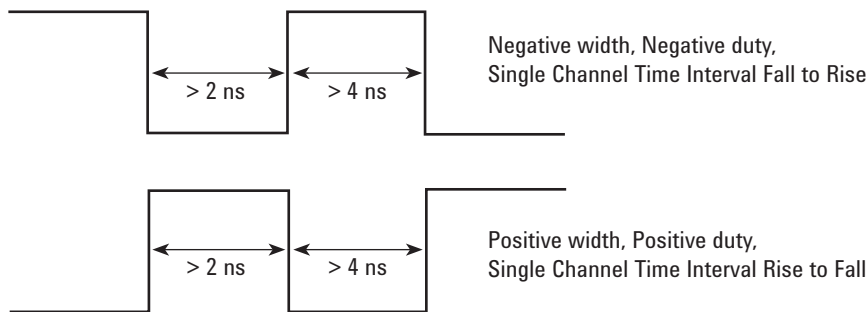 Negative width, Negative duty,
Single Channel Time Interval Fall to Rise
> 2 ns
> 4 ns
Positive width, Positive duty,
Single Channel Time Interval Rise to Fall
> 2 ns
> 4 ns